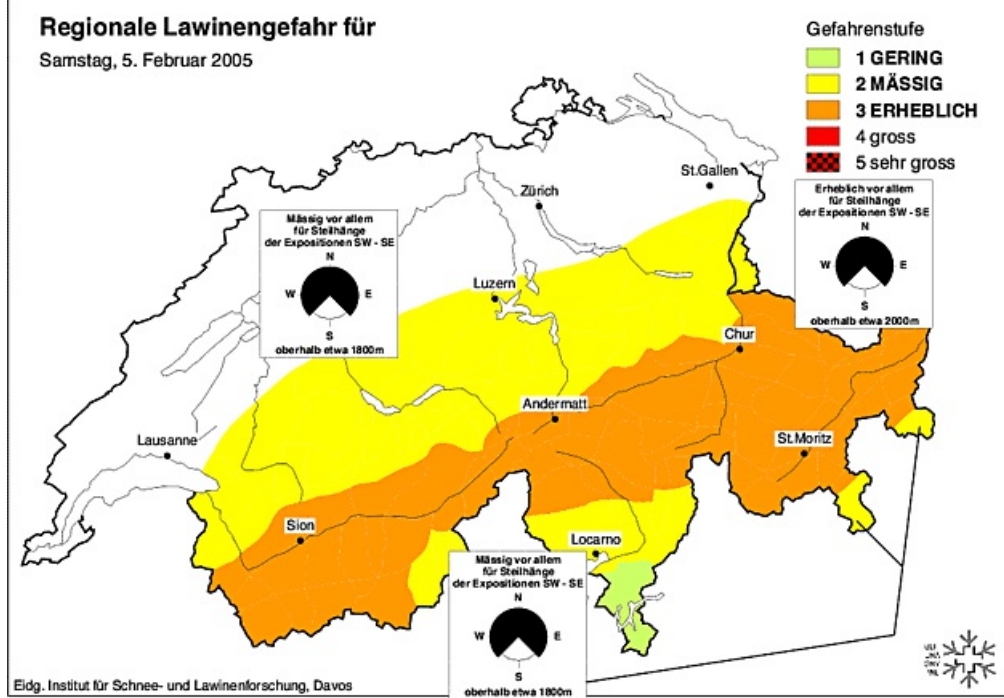 Regionale Lawinengefahr für
Samstag, 5. Februar 2005
Gefahrenstufe
1 GERING
2 MÄSSIG
3 ERHEBLICH
4 gross
5 sehr gross
St.Gallen
Zürich
Erheblich vor allem
für Steilhänge
der Expositionen SW - SE
N
W E
S
oberhalb etwa 2000m
Mässig vor allem
für Steilhänge
der Expositionen SW - SE
N
W E
S
oberhalb etwa 1800m
Luzern
Chur
Andermatt
Lausanne
St.Moritz
Sion
Locarno
Mässig vor allem
für Steilhänge
der Expositionen SW - SE
N
W E
S
oberhalb etwa 1800m
Eidg. Institut für Schnee- und Lawinenforschung, Davos